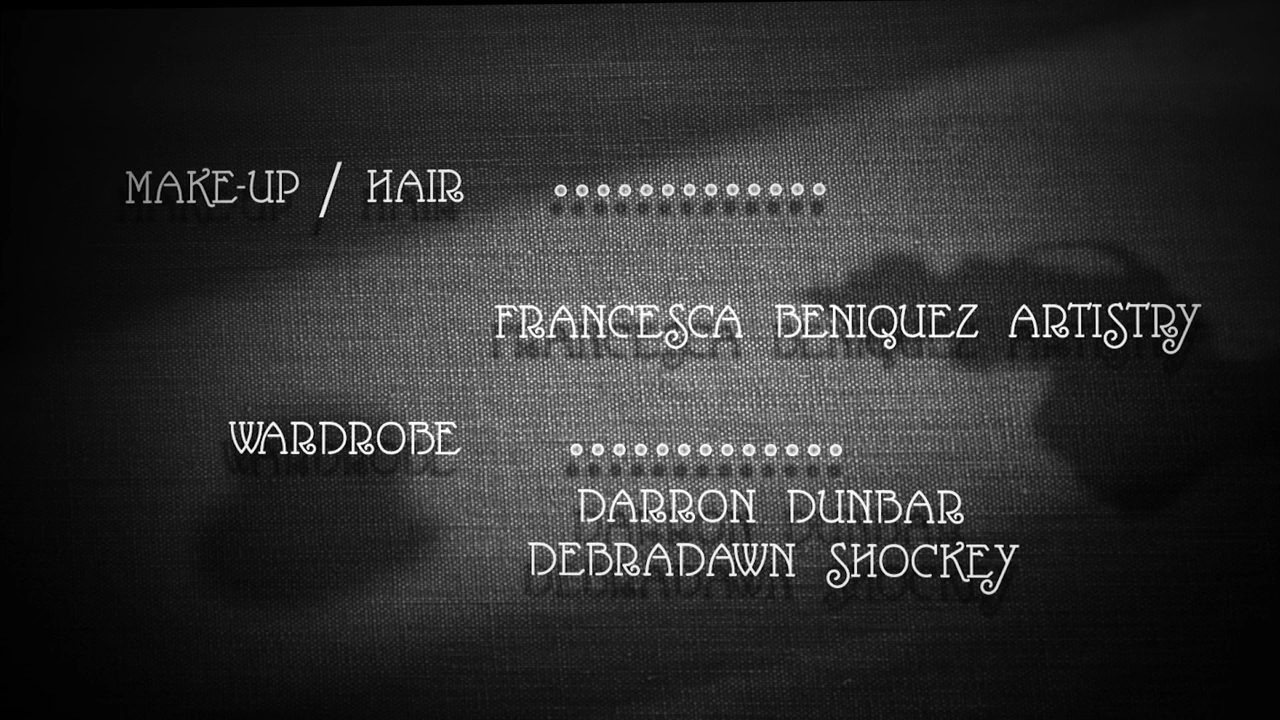 MAKE-UP / HAIR .............
FRANCESCA BENIQUEZ ARTISTRY
WARDROBE .............
DARRON DUNBAR
DEBRADAWN SHOCKEY